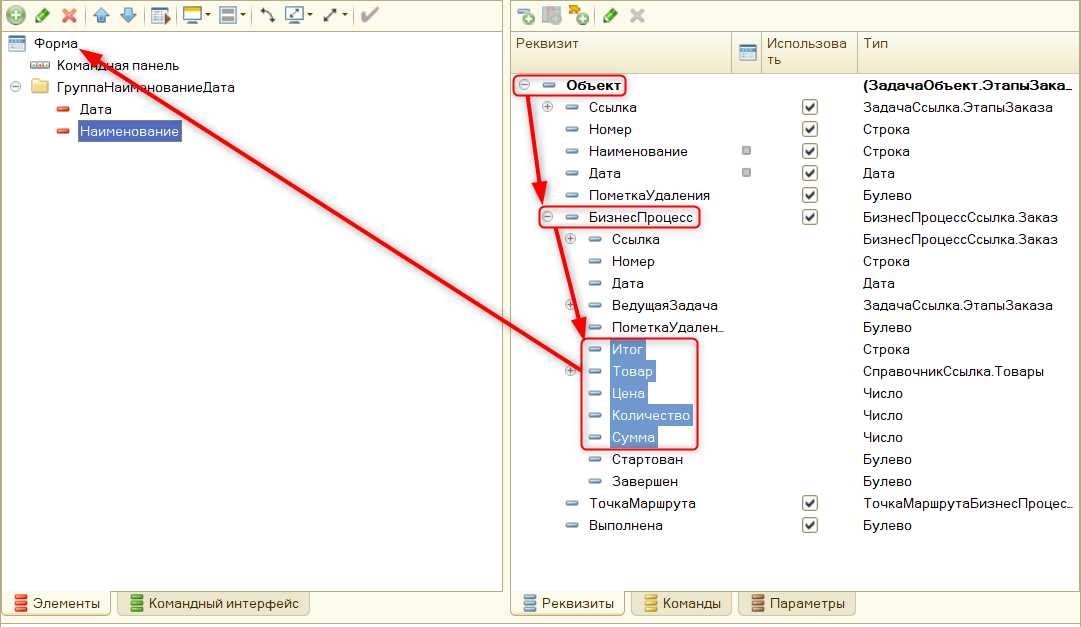 Форма
Командная панель
ГруппаНаименованиеДата
Дата
Наименование
Элементы
Командный интерфейс
Реквизит
Использова
ть
Тип
Объект (ЗадачаОбъект.ЭтапыЗака...
Ссылка ЗадачаСсылка.ЭтапыЗаказа
Номер Строка
Наименование Строка
Дата Дата
ПометкаУдаления Булево
БизнесПроцесс БизнесПроцессСсылка.Заказ
Ссылка БизнесПроцессСсылка.Заказ
Номер Строка
Дата Дата
ВедущаяЗадача ЗадачаСсылка.ЭтапыЗаказа
ПометкаУдален... Булево
Итог Строка
Товар СправочникСсылка.Товары
Цена Число
Количество Число
Сумма Число
Стартован Булево
Завершен Булево
ТочкаМаршрута ТочкаМаршрутаБизнесПроцес...
Выполнена Булево
Реквизиты
Команды
Параметры